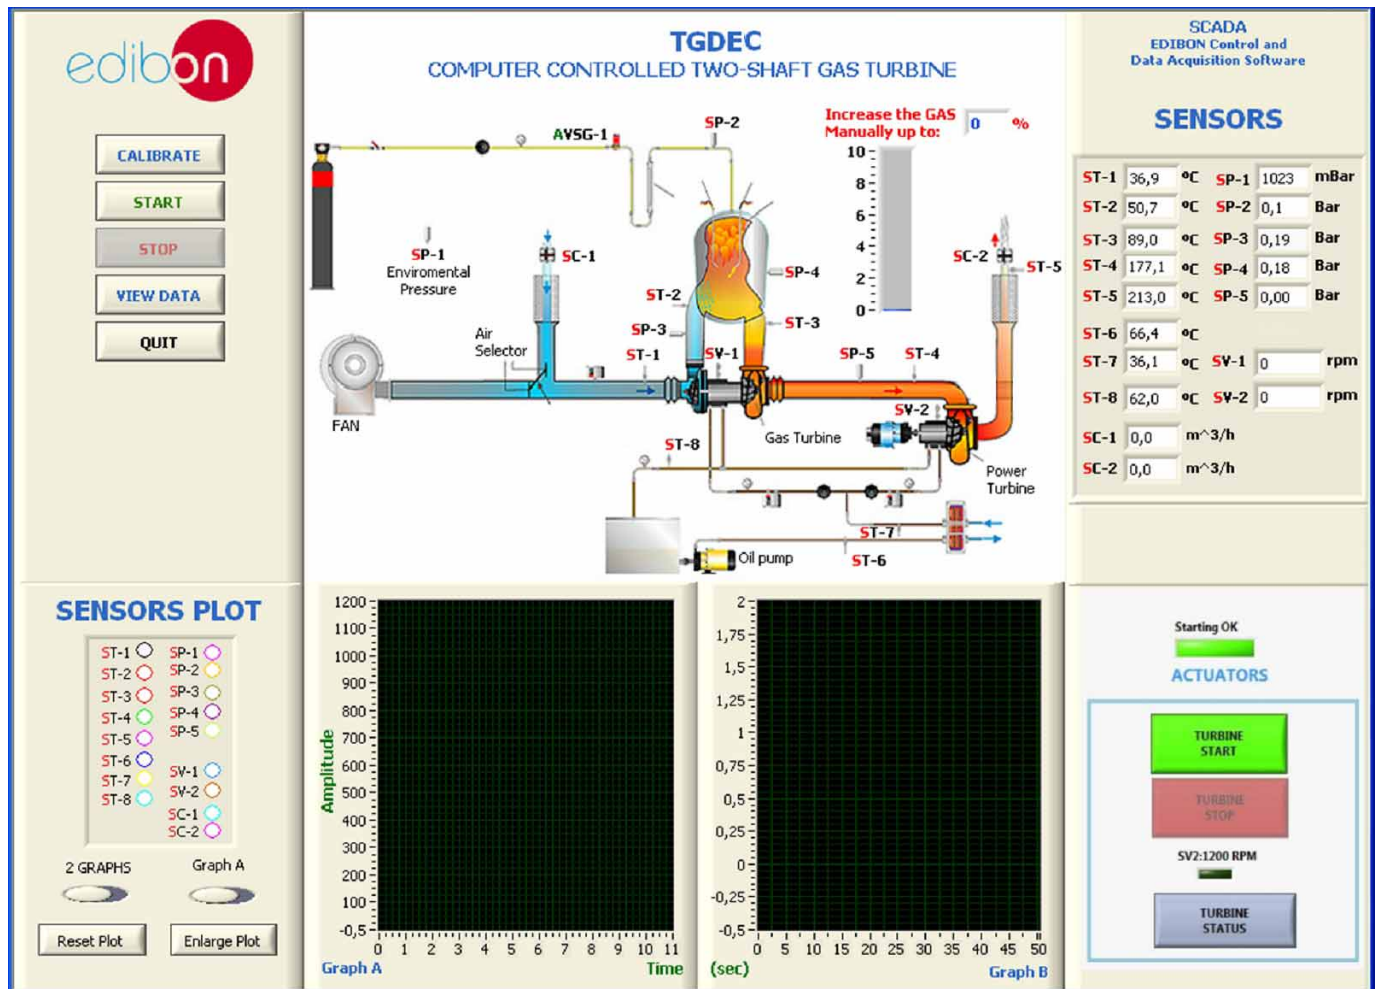 edibon
CALIBRATE
START
STOP
VIEW DATA
QUIT
TGDEC
COMPUTER CONTROLLED TWO-SHAFT GAS TURBINE
Increase the GAS
Manually up to:
0 %
10
8
6
4
2
0
AVSG-1
SP-2
SP-1
Enviromental
Pressure
SC-1
SC-2
ST-5
SP-4
ST-2
ST-3
SP-3
Air
Selector
ST-1
SV-1
SP-5
ST-4
FAN
SV-2
Gas Turbine
ST-8
Power
Turbine
ST-7
Oil pump
ST-6
SCADA
EDIBON Control and
Data Acquisition Software
SENSORS
ST-1 36,9 ºC SP-1 1023 mBar
ST-2 50,7 ºC SP-2 0,1 Bar
ST-3 89,0 ºC SP-3 0,19 Bar
ST-4 177,1 ºC SP-4 0,18 Bar
ST-5 213,0 ºC SP-5 0,00 Bar
ST-6 66,4 ºC
ST-7 36,1 ºC SV-1 0 rpm
ST-8 62,0 ºC SV-2 0 rpm
SC-1 0,0 m^3/h
SC-2 0,0 m^3/h
SENSORS PLOT
ST-1 SP-1
ST-2 SP-2
ST-3 SP-3
ST-4 SP-4
ST-5 SP-5
ST-6 SV-1
ST-7 SV-2
ST-8 SC-1
SC-2
2 GRAPHS Graph A
Reset Plot Enlarge Plot
1200
1100
1000
900
800
700
600
500
400
300
200
100
-0,5
Amplitude
0 1 2 3 4 5 6 7 8 9 10 11
Graph A Time
2
1,75
1,5
1,25
1
0,75
0,5
0,25
0
-0,25
-0,5
0 5 10 15 20 25 30 35 40 45 50
(sec) Graph B
Starting OK
ACTUATORS
TURBINE
START
TURBINE
STOP
SV2:1200 RPM
TURBINE
STATUS